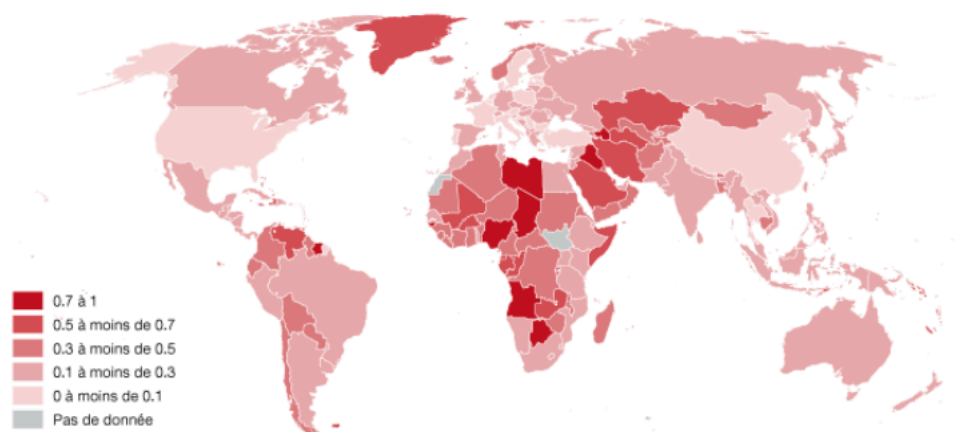 0.7 à 1
0.5 à moins de 0.7
0.3 à moins de 0.5
0.1 à moins de 0.3
0 à moins de 0.1
Pas de donnée